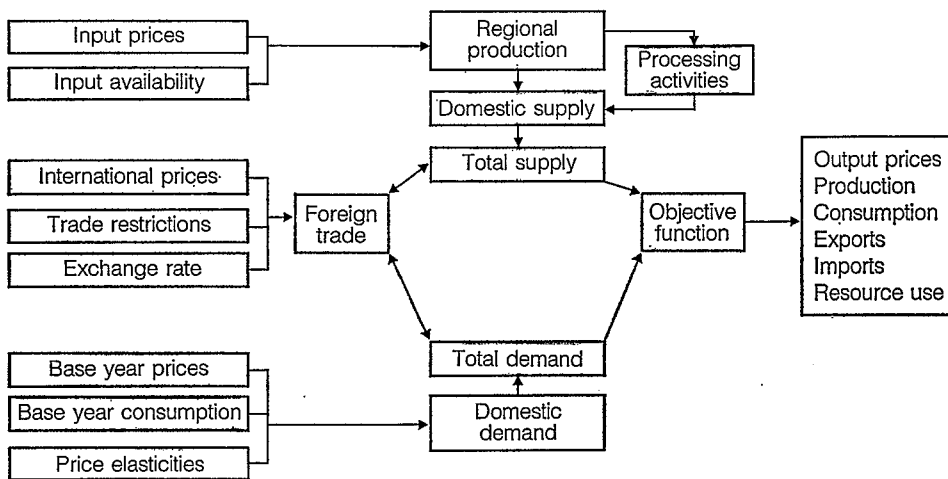 Input prices
Input availability
Regional
production
Processing
activities
Domestic supply
Total supply
International prices
Trade restrictions
Exchange rate
Foreign
trade
Objective
function
Output prices
Production
Consumption
Exports
Imports
Resource use
Base year prices
Base year consumption
Price elasticities
Total demand
Domestic
demand